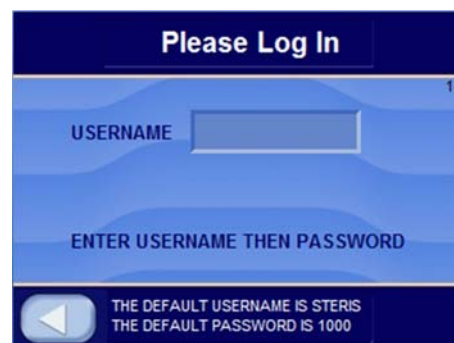 Please Log In
1
USERNAME
ENTER USERNAME THEN PASSWORD
THE DEFAULT USERNAME IS STERIS
THE DEFAULT PASSWORD IS 1000